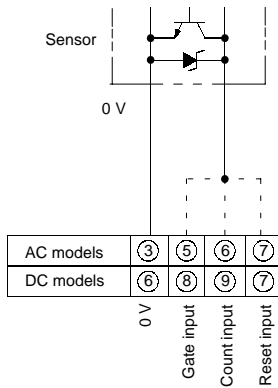 Sensor
0 V
AC models 3 5 6 7
DC models 6 8 9 7
0 V
Gate input
Count input
Reset input